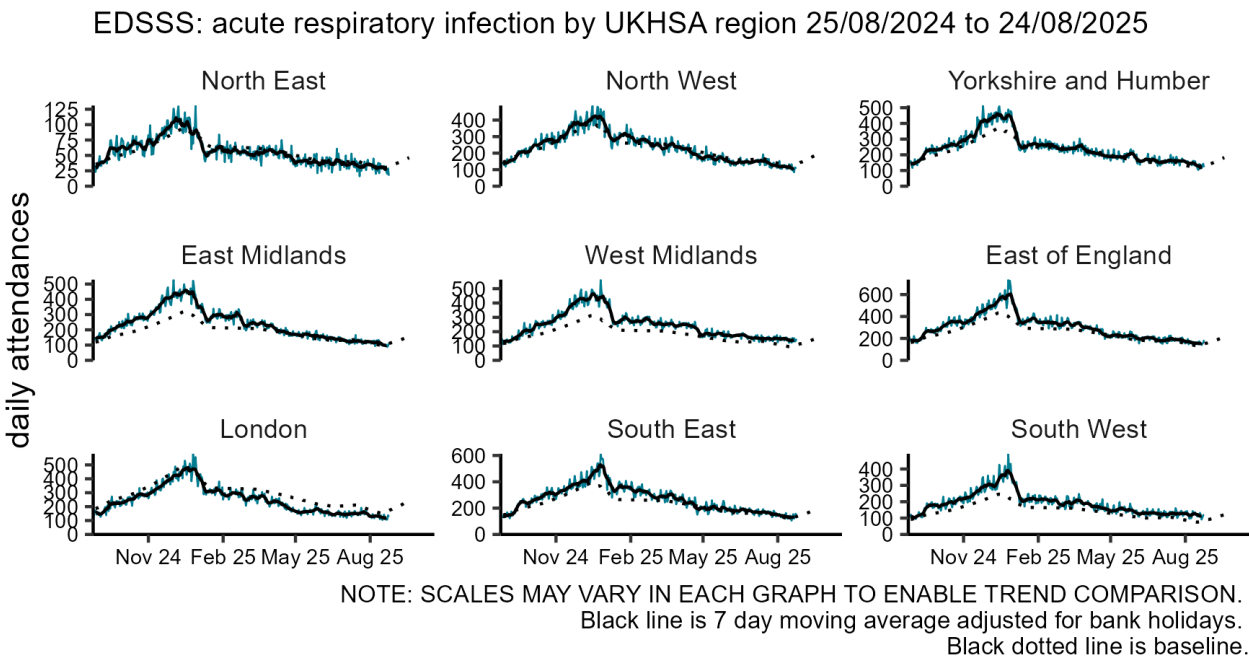 EDSSS: acute respiratory infection by UKHSA region 25/08/2024 to 24/08/2025
daily attendances
North East
125
100
75
50
25
0
North West
400
300
200
100
0
Yorkshire and Humber
500
400
300
200
100
0
East Midlands
500
400
300
200
100
0
West Midlands
500
400
300
200
100
0
East of England
600
400
200
0
London
500
400
300
200
100
0
Nov 24 Feb 25 May 25 Aug 25
South East
600
400
200
0
Nov 24 Feb 25 May 25 Aug 25
South West
400
300
200
100
0
Nov 24 Feb 25 May 25 Aug 25
NOTE: SCALES MAY VARY IN EACH GRAPH TO ENABLE TREND COMPARISON.
Black line is 7 day moving average adjusted for bank holidays.
Black dotted line is baseline.